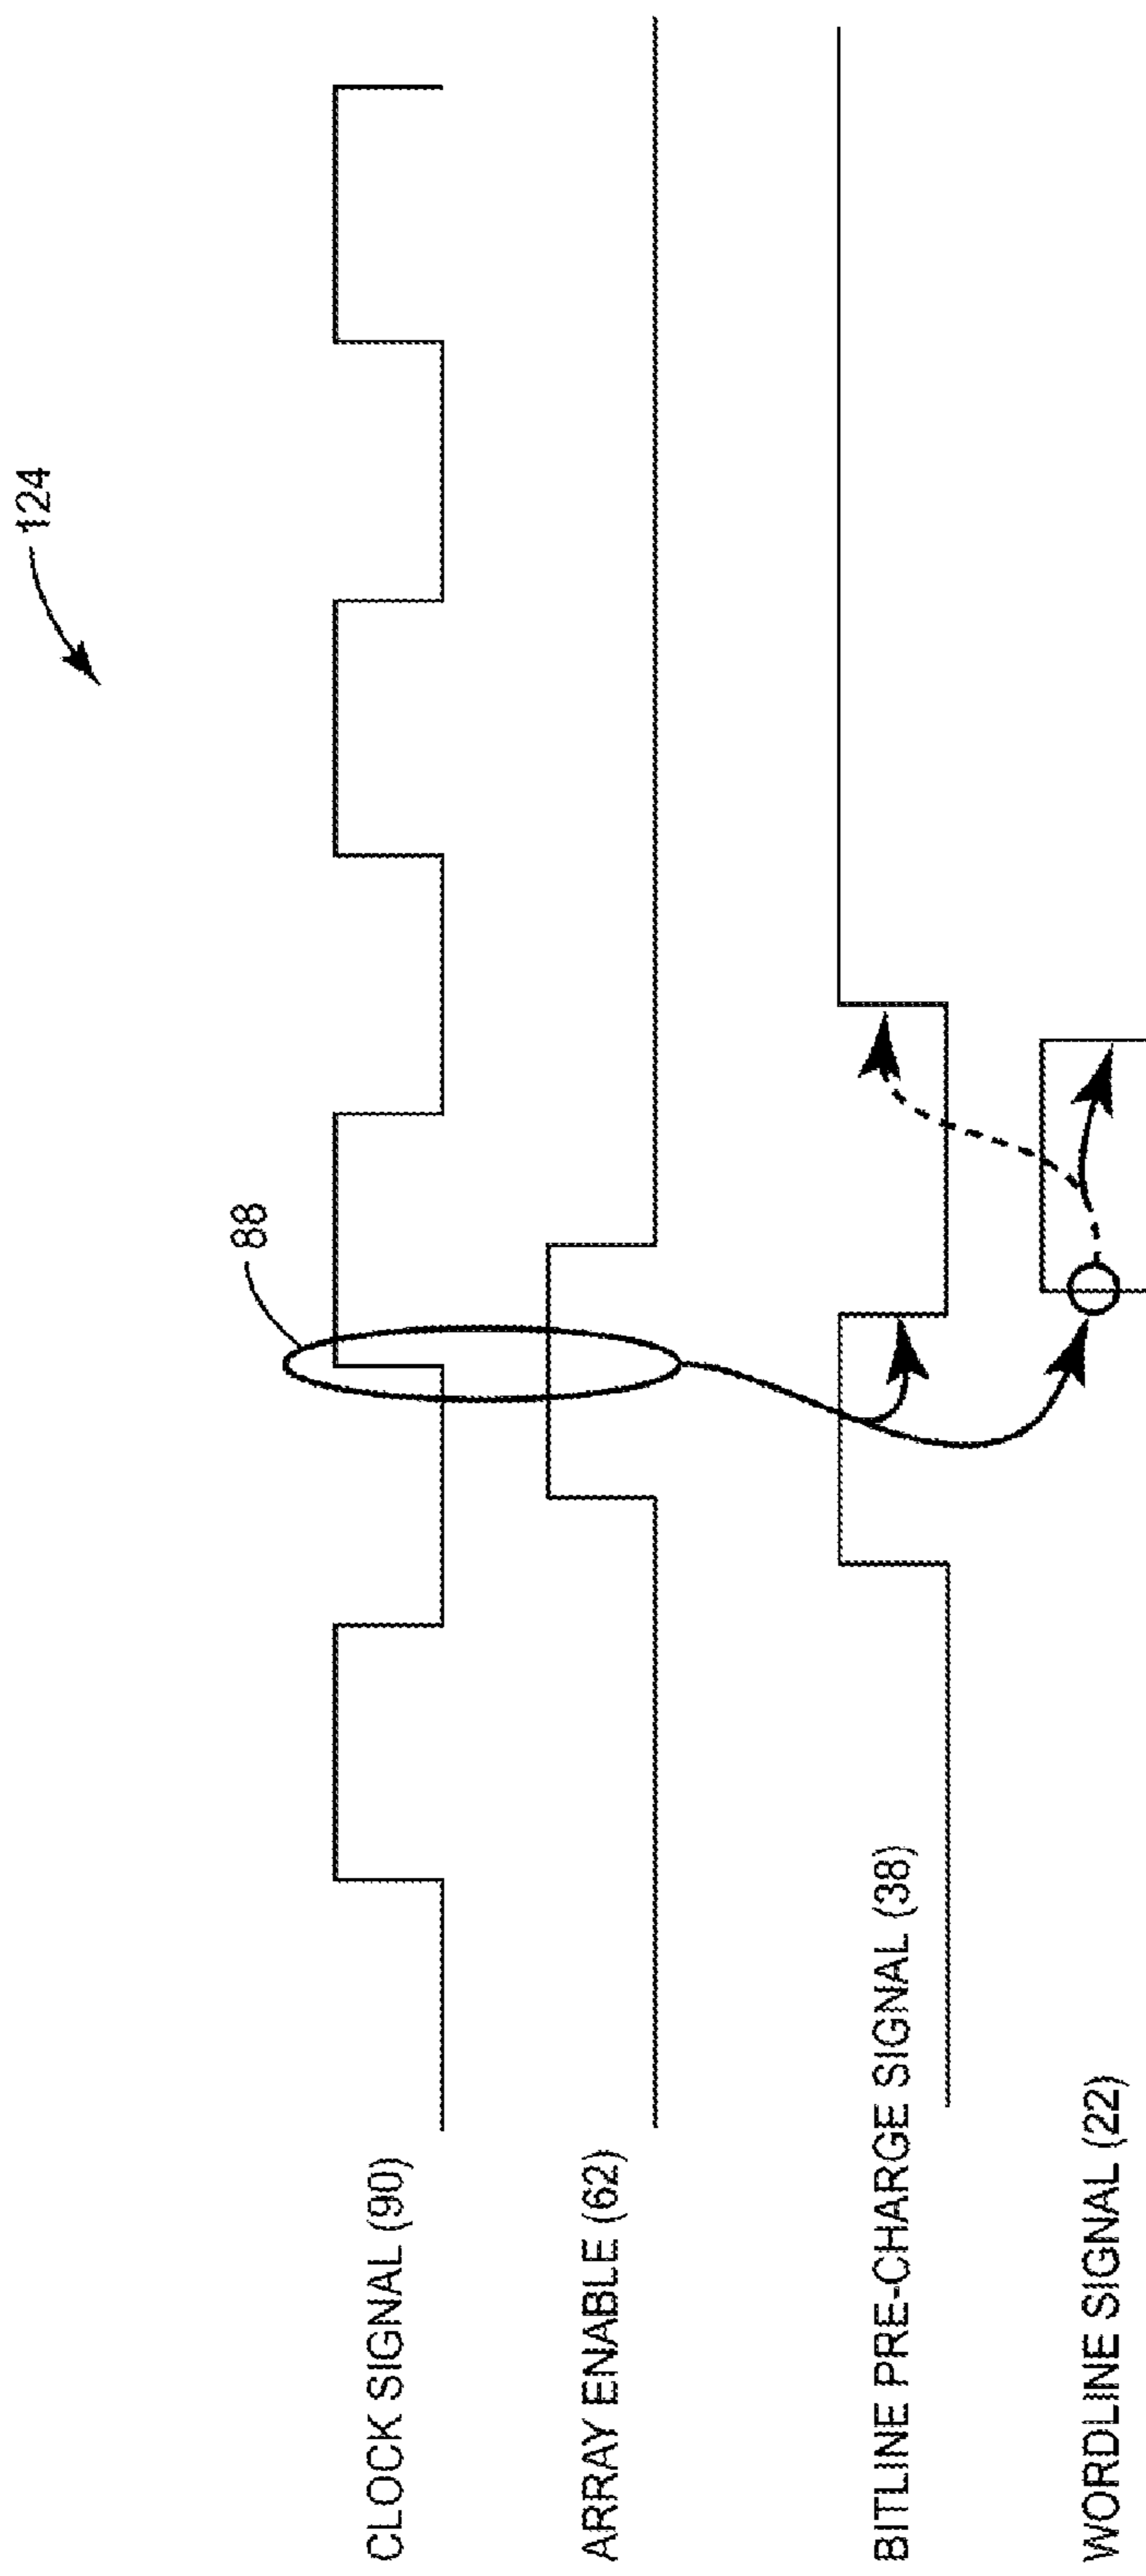 124
88
CLOCK SIGNAL (90)
ARRAY ENABLE (62)
BITLINE PRE-CHARGE SIGNAL (38)
WORDLINE SIGNAL (22)